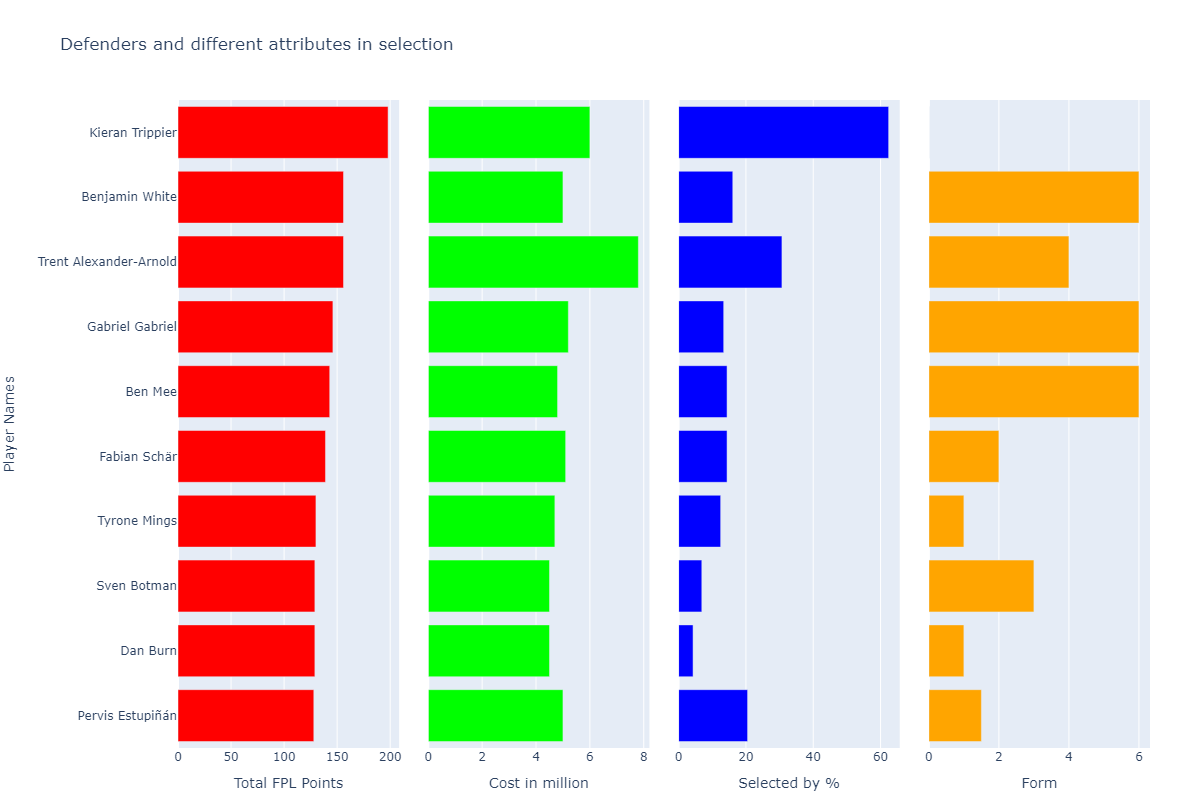 Defenders and different attributes in selection
Player Names
Kieran Trippier
Benjamin White
Trent Alexander-Arnold
Gabriel Gabriel
Ben Mee
Fabian Schär
Tyrone Mings
Sven Botman
Dan Burn
Pervis Estupiñán
0 50 100 150 200
Total FPL Points
0 2 4 6 8
Cost in million
0 20 40 60
Selected by %
0 2 4 6
Form